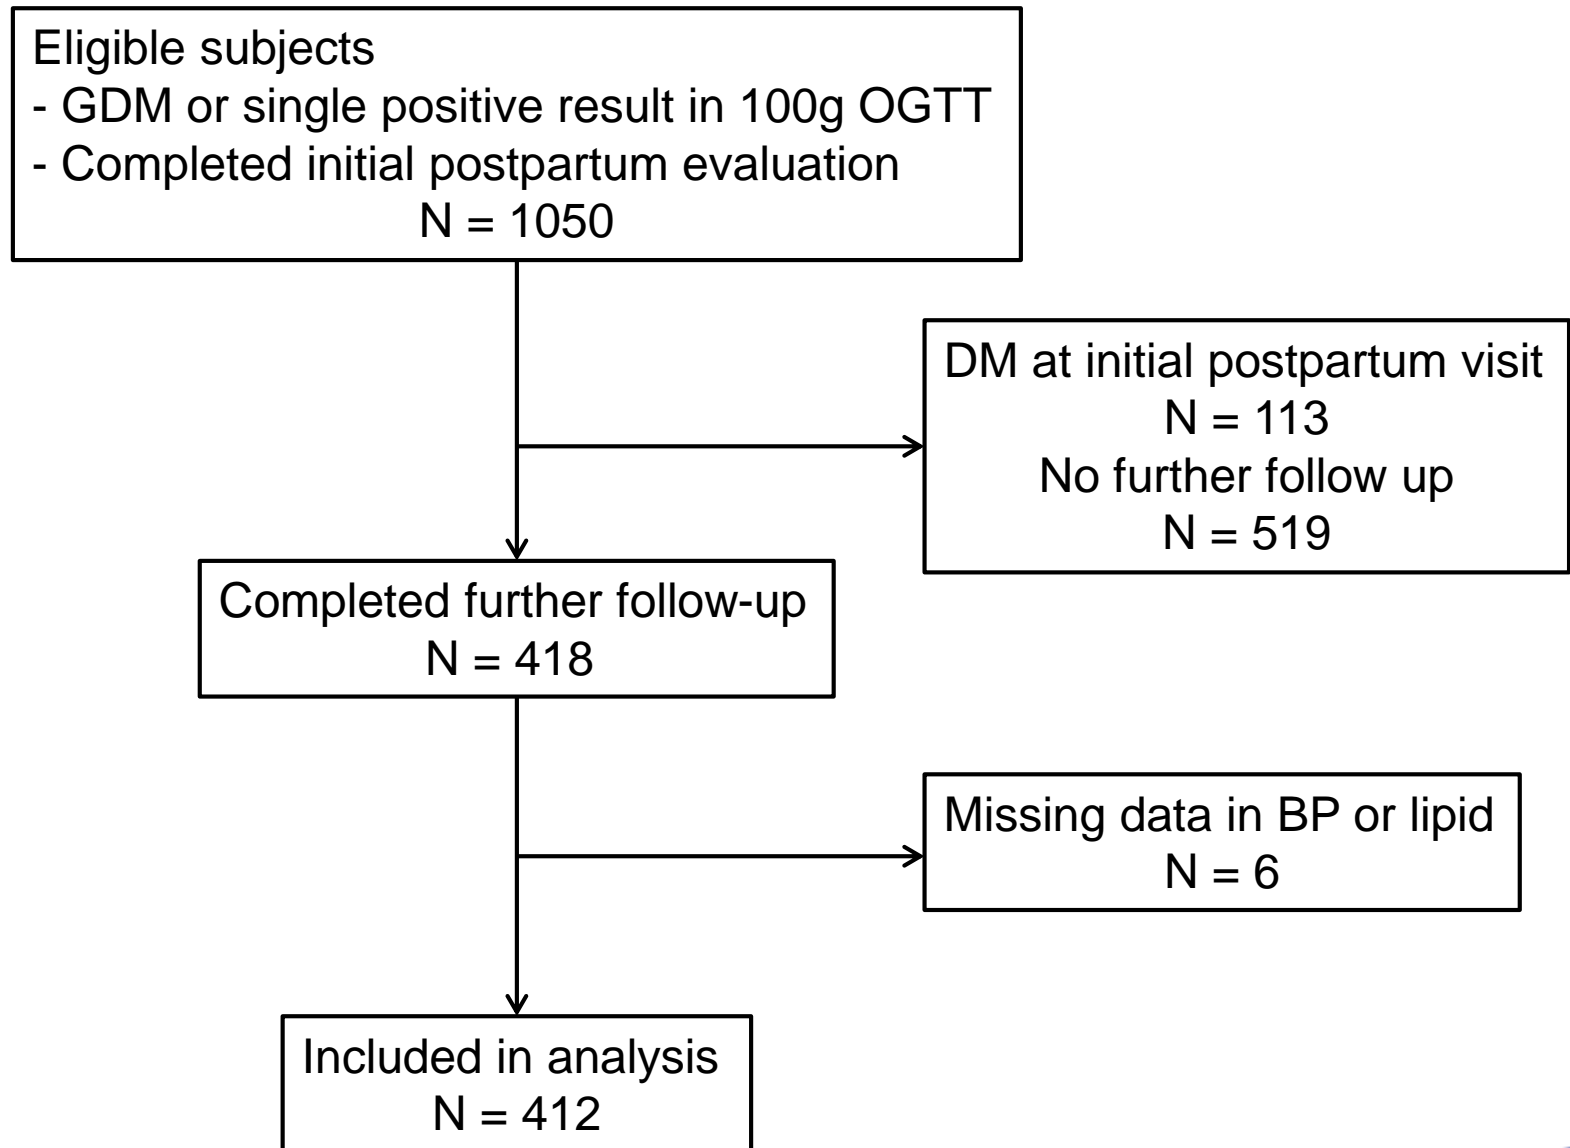 Eligible subjects
- GDM or single positive result in 100g OGTT
- Completed initial postpartum evaluation
N = 1050
DM at initial postpartum visit
N = 113
No further follow up
N = 519
Completed further follow-up
N = 418
Missing data in BP or lipid
N = 6
Included in analysis
N = 412